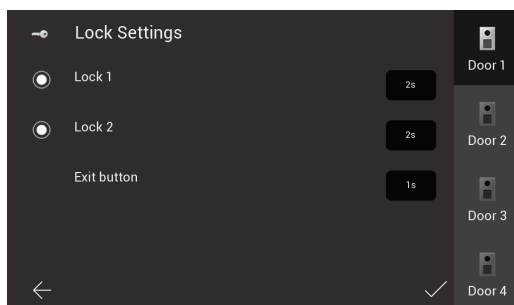 Lock Settings
Lock 1
2s
Lock 2
2s
Exit button
1s
Door 1
Door 2
Door 3
Door 4